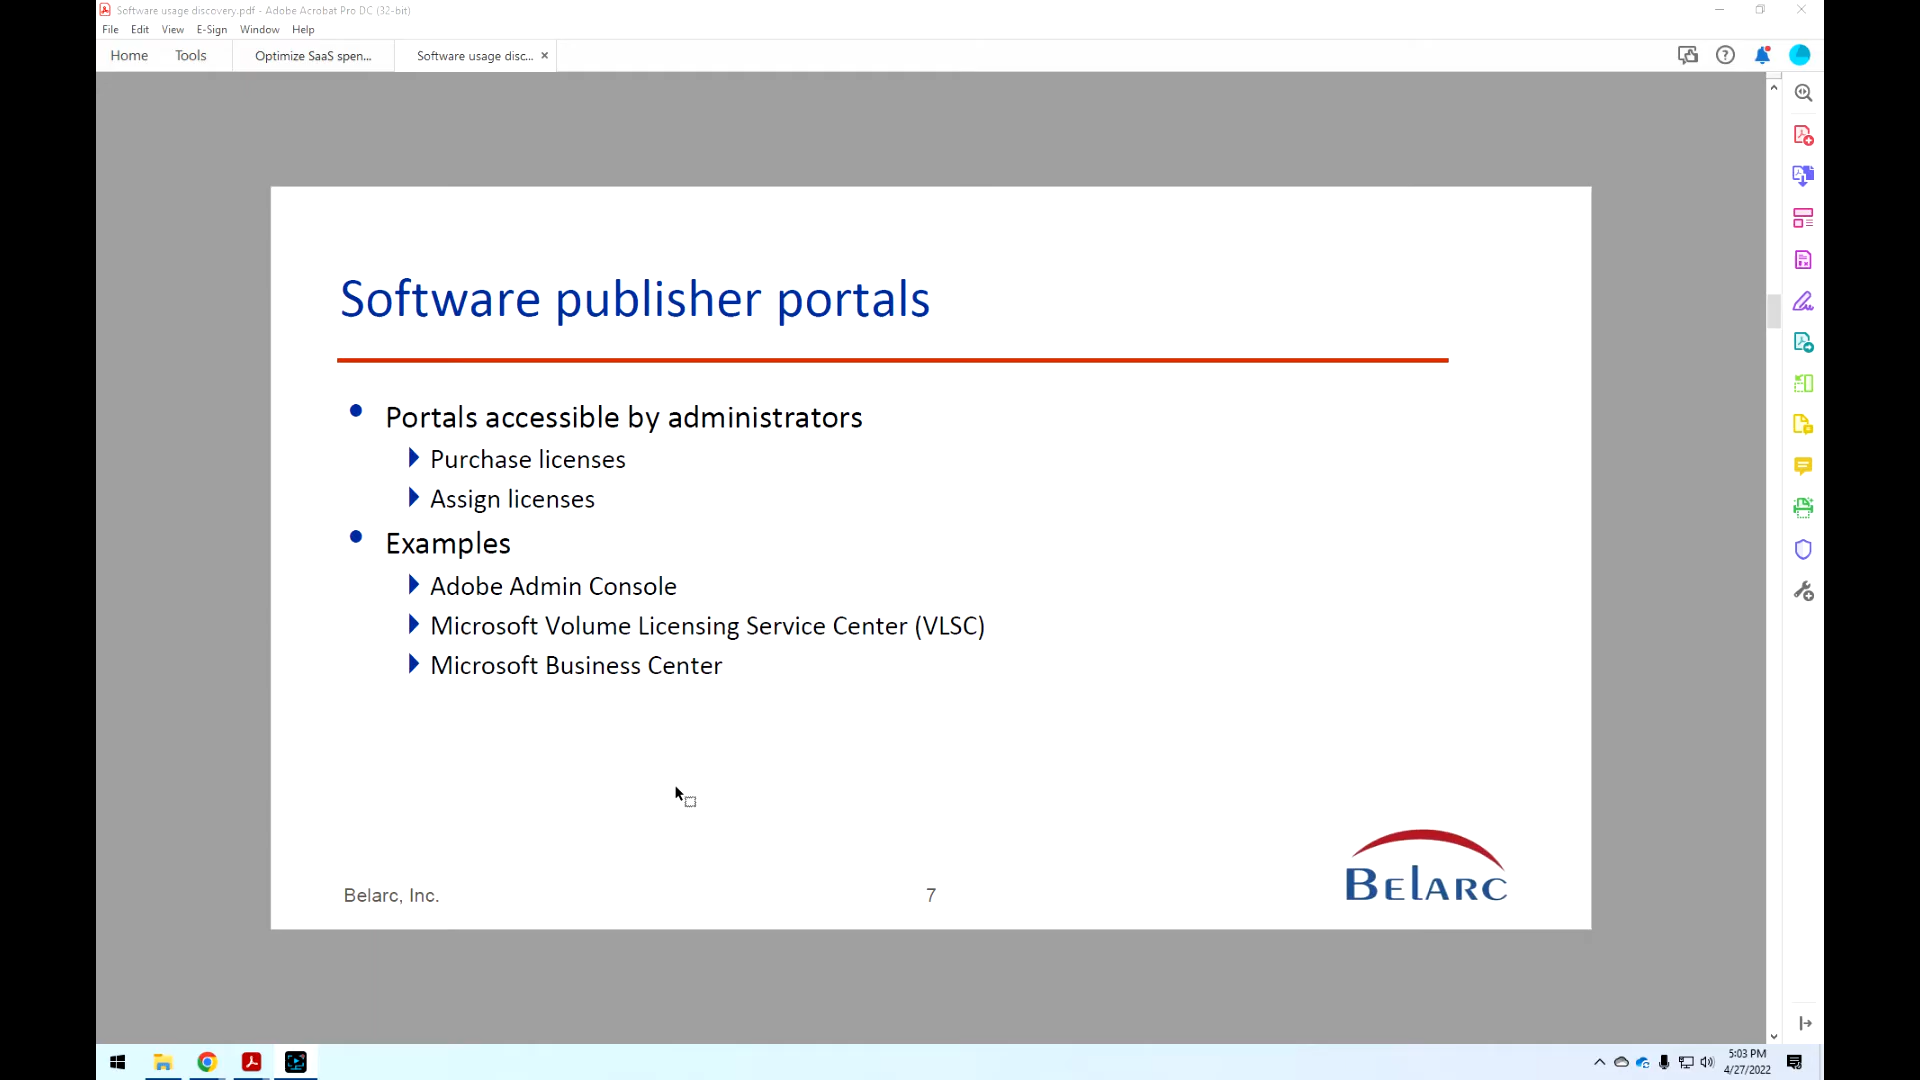 Software usage discovery.pdf - Adobe Acrobat Pro DC (32-bit)
File Edit View E-Sign Window Help
Home Tools Optimize SaaS spen... Software usage disc...
Software publisher portals
Portals accessible by administrators
Purchase licenses
Assign licenses
Examples
Adobe Admin Console
Microsoft Volume Licensing Service Center (VLSC)
Microsoft Business Center
Belarc, Inc. 7 BELARC
5:03 PM
4/27/2022